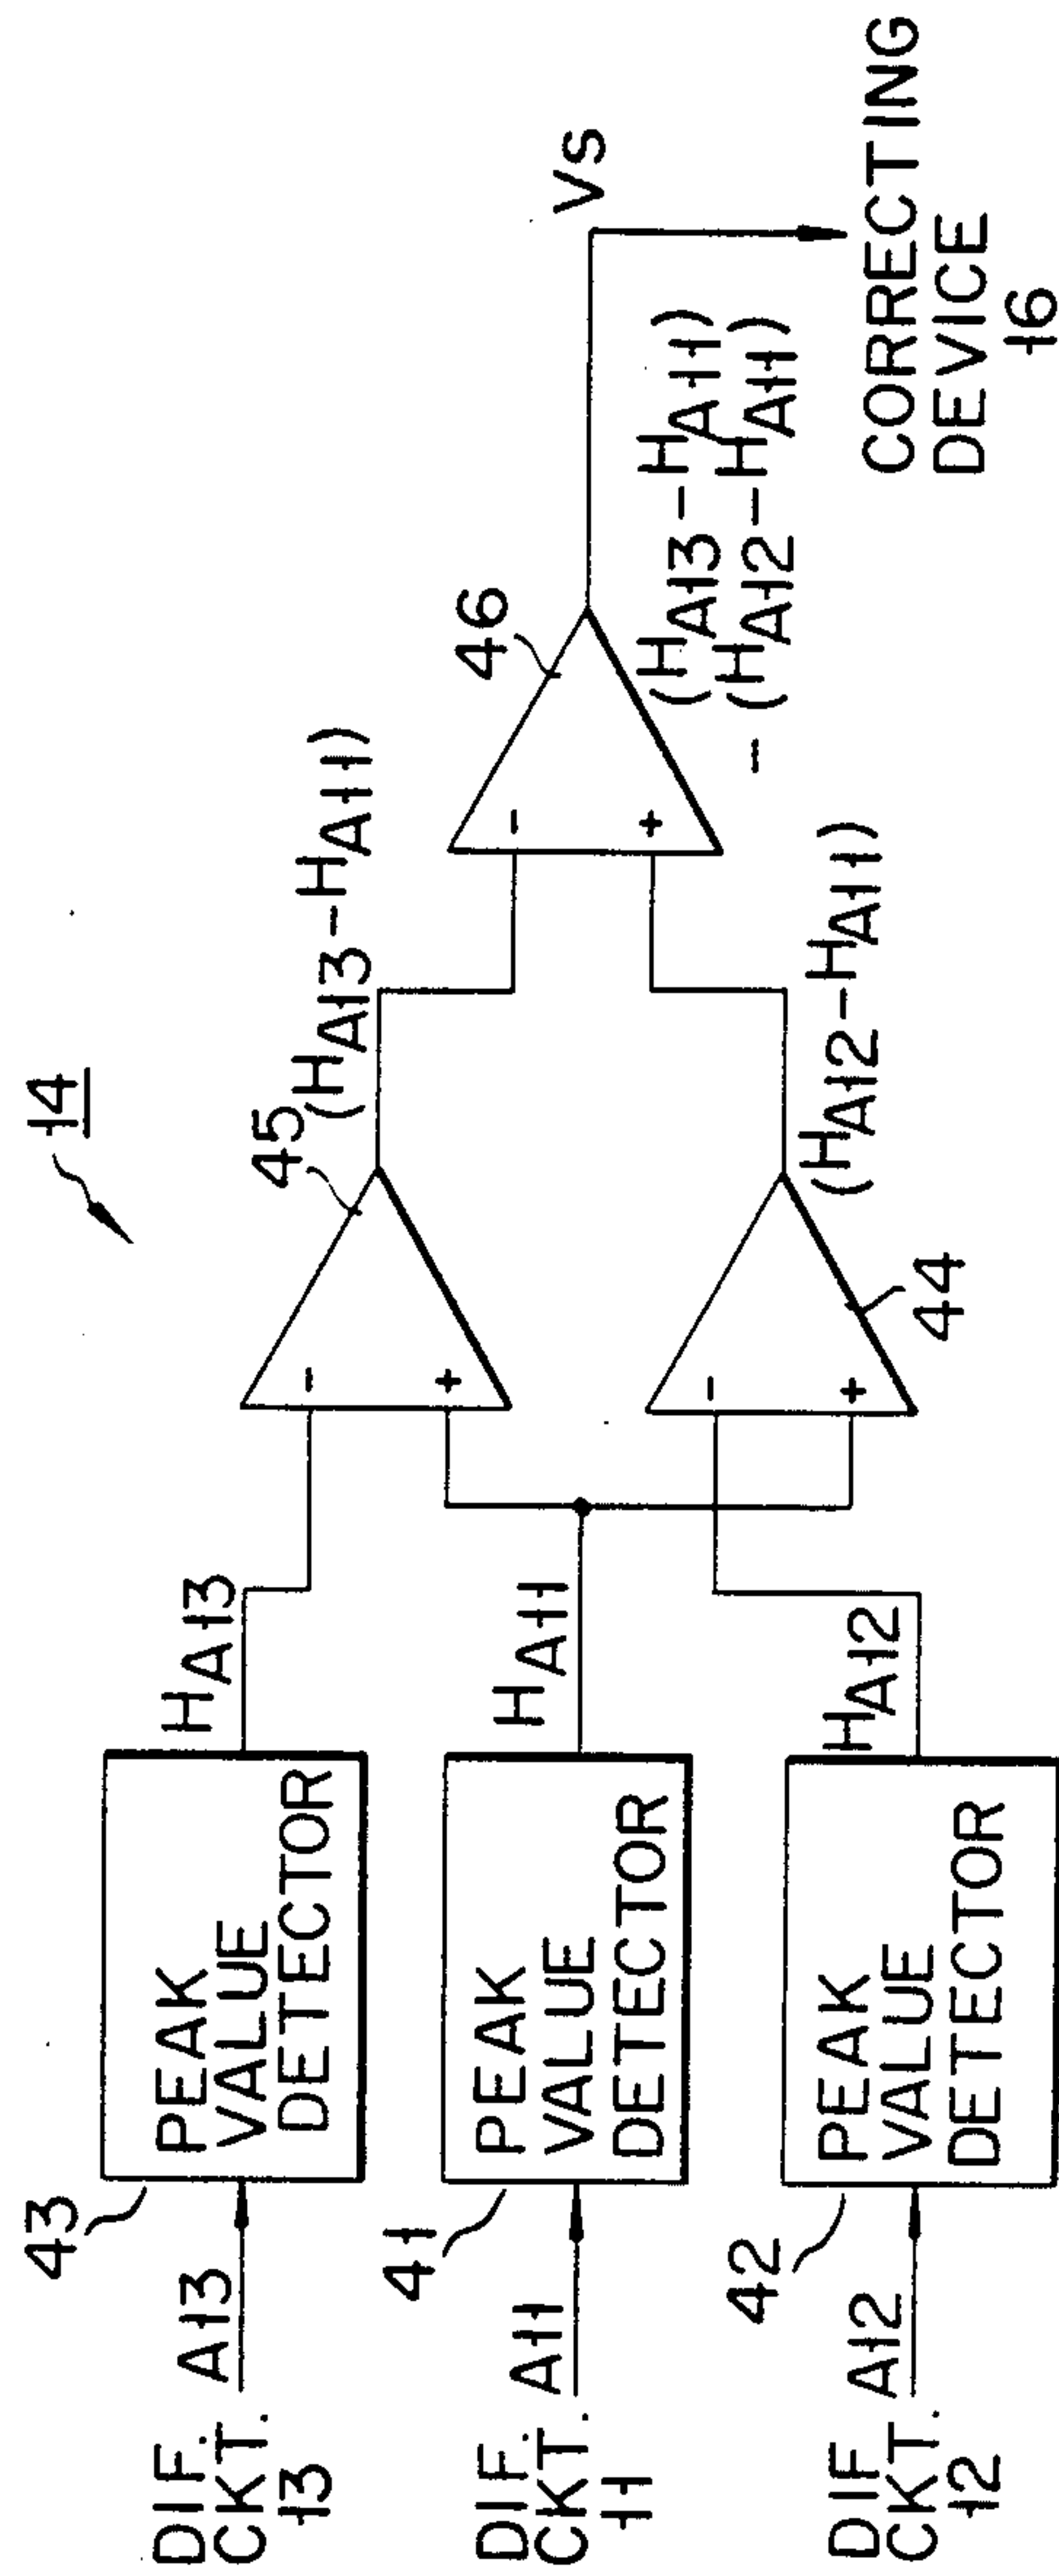 14
43
DIF.
CKT.
13
A13
PEAK
VALUE
DETECTOR
HA13
45
-
+
(HA13-HA11)
41
DIF.
CKT.
11
A11
PEAK
VALUE
DETECTOR
HA11
46
-
+
Vs
(HA13-HA11)
-(HA12-HA11)
42
DIF
CKT.
12
A12
PEAK
VALUE
DETECTOR
HA12
-
+
44
(HA12-HA11)
CORRECTING
DEVICE
16